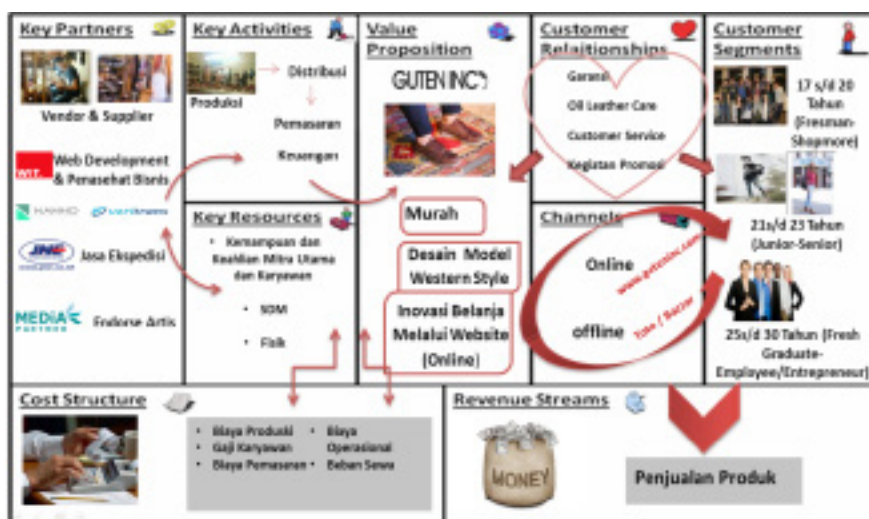 Key Partners
Vendor & Supplier
WIT.
Web Development
& Penasehat Bisnis
JNE
Jasa Ekspedisi
MEDIA
PARTNER
Endorse Artis
Key Activities
Produksi
Distribusi
Pemasaran
Keuangan
Key Resources
• Kemampuan dan
Keahlian Mitra Utama
dan Karyawan
• SDM
• Fisik
Value
Proposition
GUTEN INC
Murah
Desain Model
Western Style
Inovasi Belanja
Melalui Website
(Online)
Customer
Relaitionships
Garansi
Oil Leather Care
Customer Service
Kegiatan Promosi
Channels
Online
www.guteninc.com
offline
Toko / Bazzar
Customer
Segments
17 s/d 20
Tahun
(Fresman-
Shopmore)
21s/d 23 Tahun
(Junior-Senior)
25s/d 30 Tahun (Fresh
Graduate-
Employee/Entrepreneur)
Cost Structure
• Biaya Produksi
• Gaji Karyawan
• Biaya Pemasaran
• Biaya
Operasional
• Beban Sewa
Revenue Streams
MONEY
Penjualan Produk